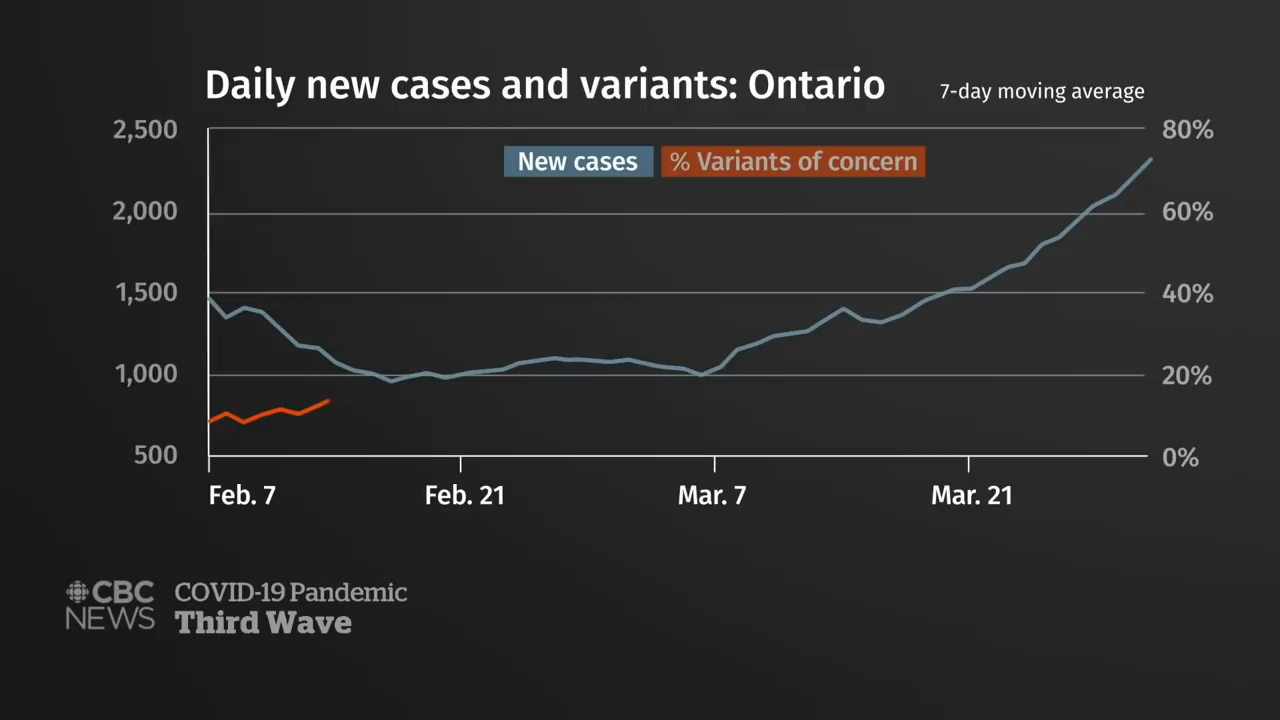 Daily new cases and variants: Ontario
7-day moving average
2,500
80%
New cases
% Variants of concern
2,000
60%
1,500
40%
1,000
20%
500
0%
Feb. 7
Feb. 21
Mar. 7
Mar. 21
CBC
NEWS
COVID-19 Pandemic
Third Wave